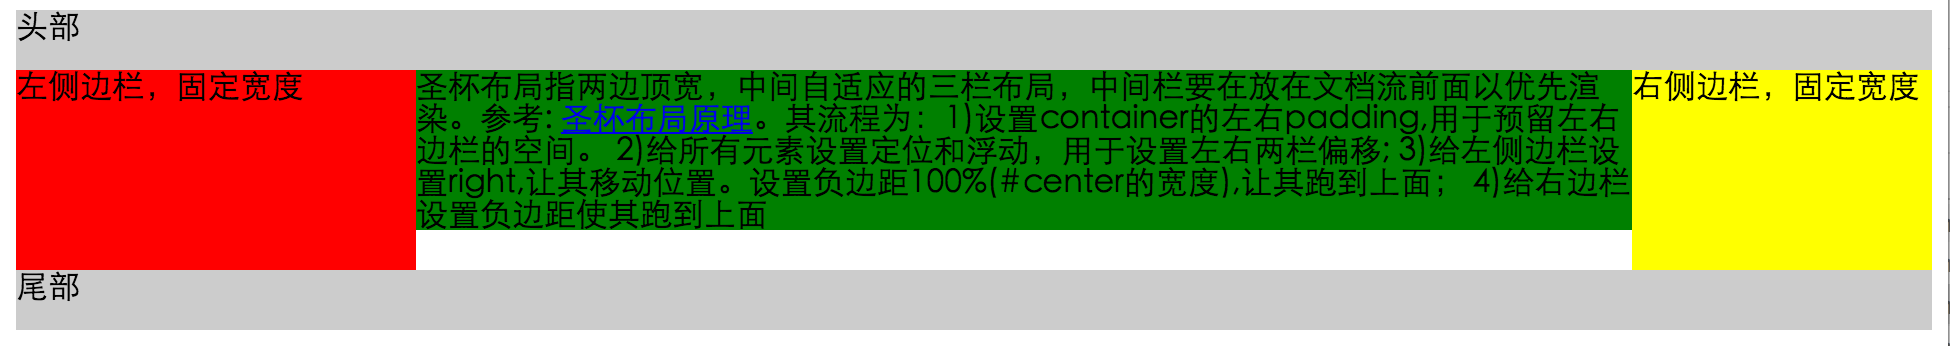 头部
左侧边栏，固定宽度
圣杯布局指两边顶宽，中间自适应的三栏布局，中间栏要在放在文档流前面以优先渲
染。参考: 圣杯布局原理。其流程为：1)设置container的左右padding,用于预留左右
边栏的空间。 2)给所有元素设置定位和浮动，用于设置左右两栏偏移; 3)给左侧边栏设
置right,让其移动位置。设置负边距100%(#center的宽度),让其跑到上面； 4)给右边栏
设置负边距使其跑到上面
右侧边栏，固定宽度
尾部